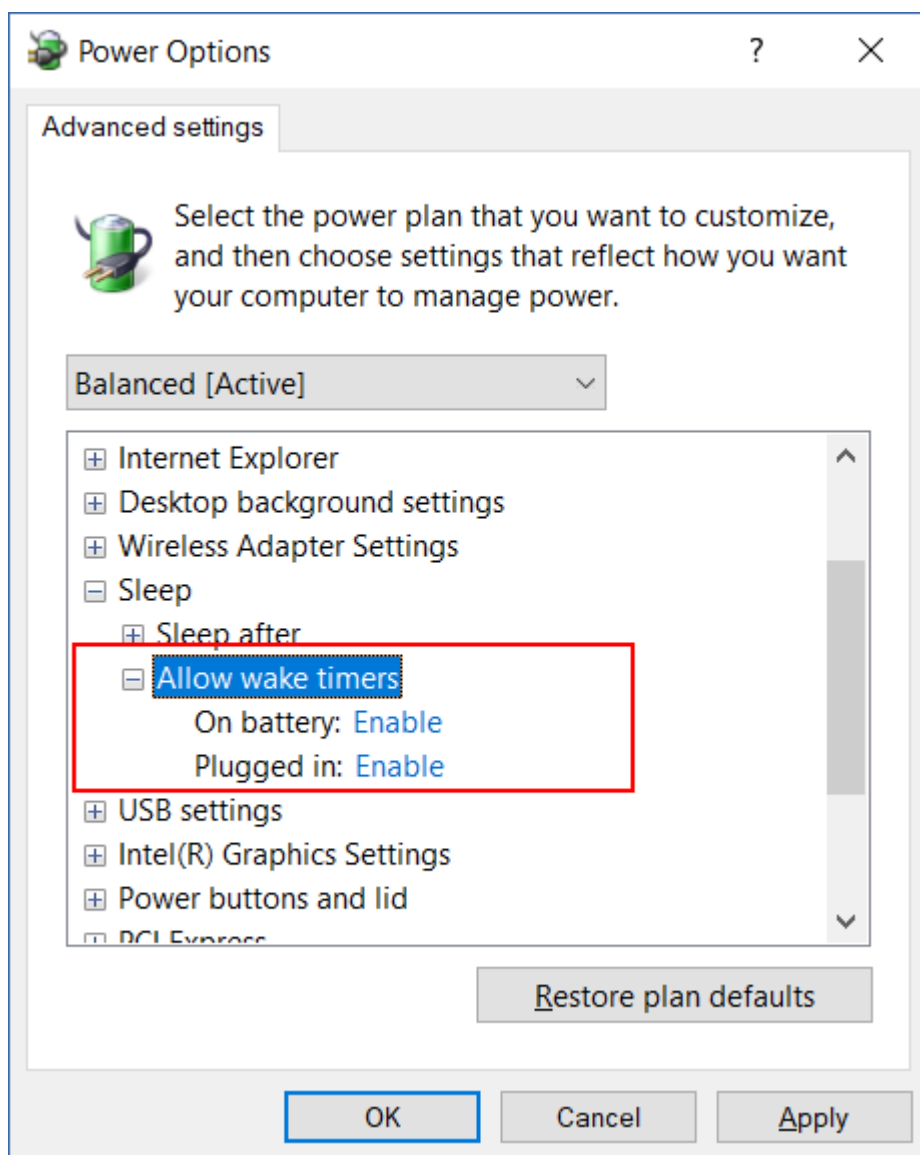 Power Options
?
Advanced settings
Select the power plan that you want to customize,
and then choose settings that reflect how you want
your computer to manage power.
Balanced [Active]
Internet Explorer
Desktop background settings
Wireless Adapter Settings
Sleep
Sleep after
Allow wake timers
On battery: Enable
Plugged in: Enable
USB settings
Intel(R) Graphics Settings
Power buttons and lid
PCI Express
Restore plan defaults
OK Cancel Apply